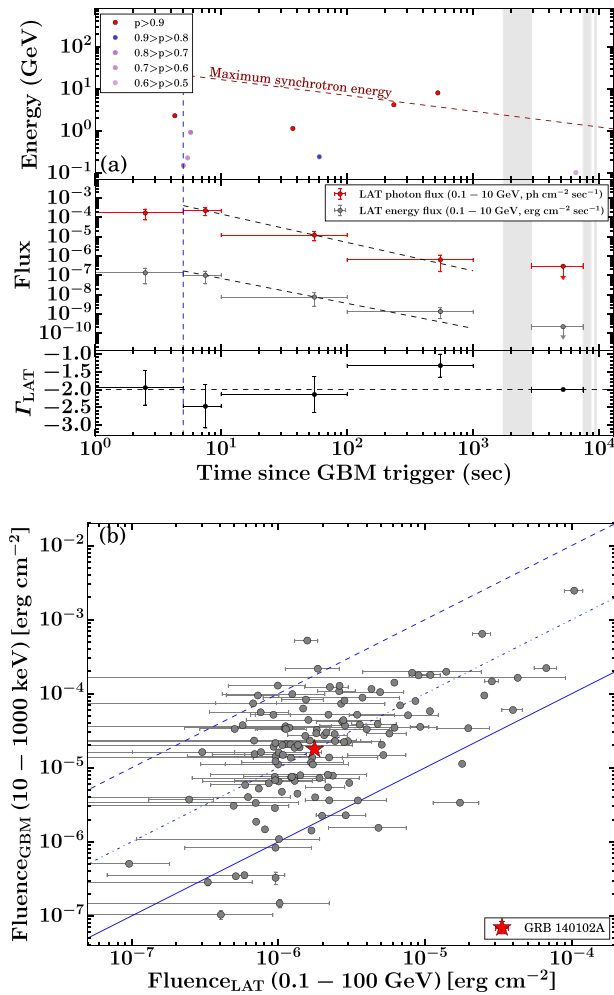 p>0.9
0.9>p>0.8
0.8>p>0.7
0.7>p>0.6
0.6>p>0.5
Maximum synchrotron energy
(a)
Energy (GeV)
10² 10¹ 10⁰ 10⁻¹
LAT photon flux (0.1 − 10 GeV, ph cm⁻² sec⁻¹)
LAT energy flux (0.1 − 10 GeV, erg cm⁻² sec⁻¹)
Flux
10⁻³ 10⁻⁴ 10⁻⁵ 10⁻⁶ 10⁻⁷ 10⁻⁸ 10⁻⁹ 10⁻¹⁰
Γ_LAT
−1.0 −1.5 −2.0 −2.5 −3.0
10⁰ 10¹ 10² 10³ 10⁴
Time since GBM trigger (sec)
(b)
Fluence_GBM (10 − 1000 keV) [erg cm⁻²]
10⁻² 10⁻³ 10⁻⁴ 10⁻⁵ 10⁻⁶ 10⁻⁷
GRB 140102A
10⁻⁷ 10⁻⁶ 10⁻⁵ 10⁻⁴
Fluence_LAT (0.1 − 100 GeV) [erg cm⁻²]